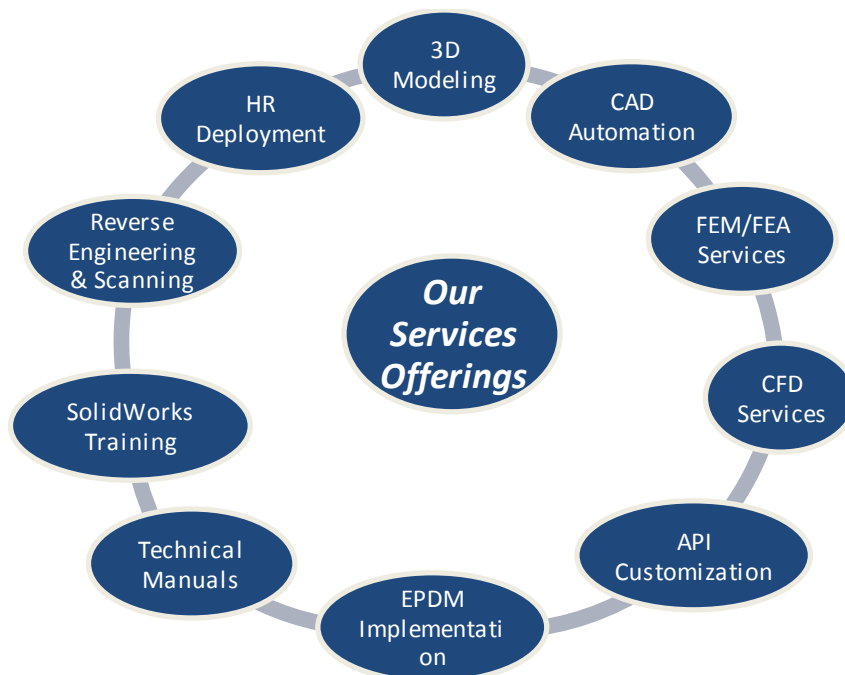 3D
Modeling
CAD
Automation
FEM/FEA
Services
CFD
Services
API
Customization
EPDM
Implementati
on
Technical
Manuals
SolidWorks
Training
Reverse
Engineering
& Scanning
HR
Deployment
Our
Services
Offerings